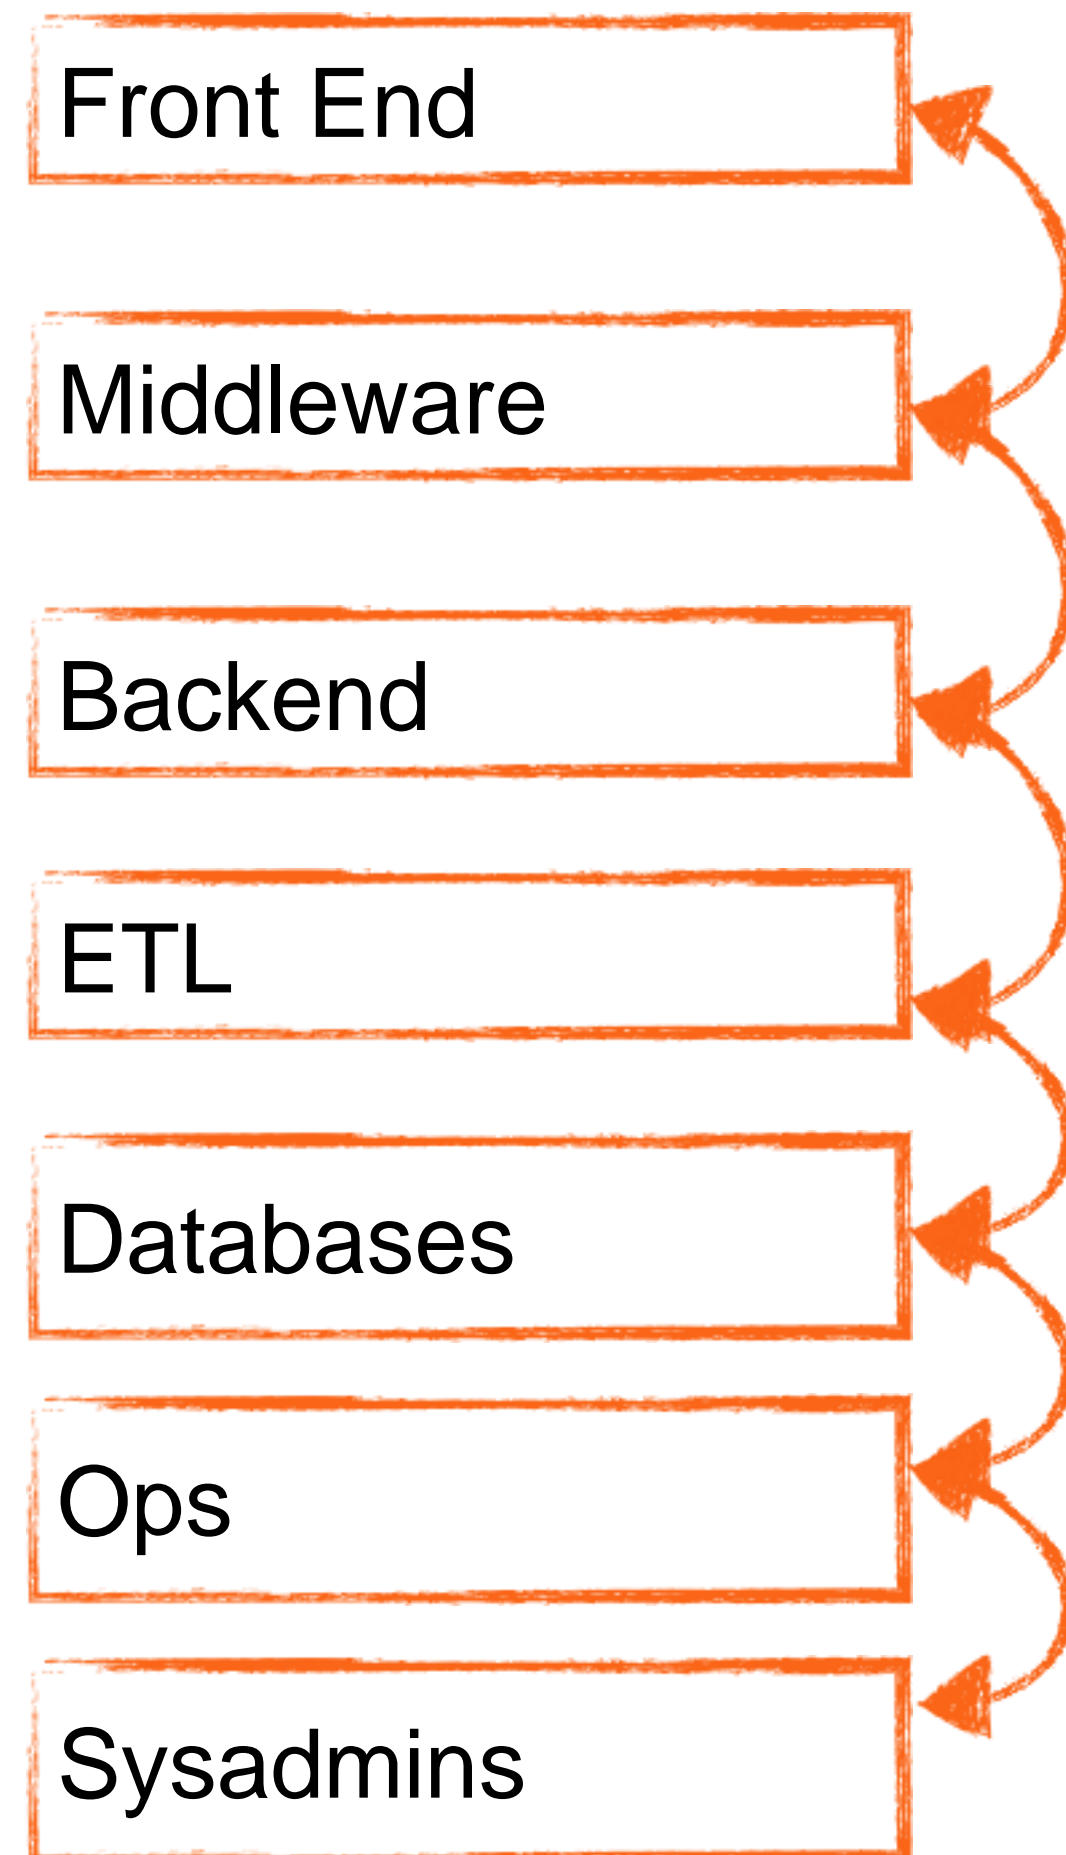 Front End
Middleware
Backend
ETL
Databases
Ops
Sysadmins